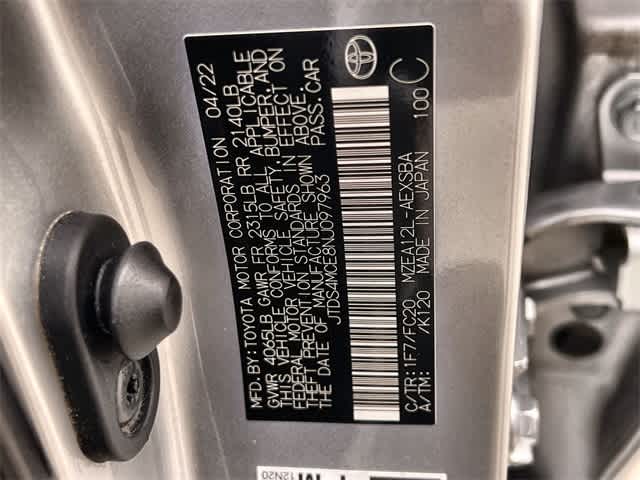 MFD. BY: TOYOTA MOTOR CORPORATION 04/22
GVWR 4065LB GAWR FR 2315LB RR 2140LB
THIS VEHICLE CONFORMS TO ALL APPLICABLE
FEDERAL MOTOR VEHICLE SAFETY, BUMPER, AND
THEFT PREVENTION STANDARDS IN EFFECT ON
THE DATE OF MANUFACTURE SHOWN ABOVE.
JTDS4MCE8NJ097963 PASS. CAR
C/TR: 1F7/FC20 MZEA12L-AEXSBA
A/TM: -/K120 MADE IN JAPAN 100 C
12N20